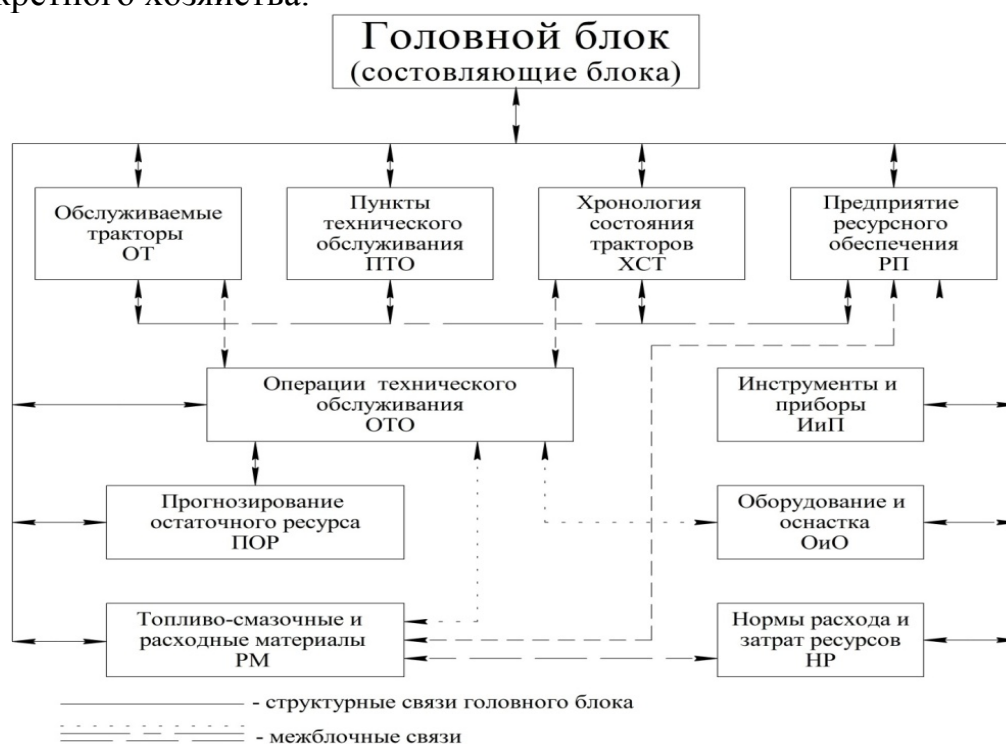 кретного хозяйства.
Головной блок
(состовляющие блока)
Обслуживаемые
тракторы
ОТ
Пункты
технического
обслуживания
ПТО
Хронология
состояния
тракторов
ХСТ
Предприятие
ресурсного
обеспечения
РП
Операции технического
обслуживания
ОТО
Инструменты и
приборы
ИиП
Прогнозирование
остаточного ресурса
ПОР
Оборудование и
оснастка
ОиО
Топливо-смазочные и
расходные материалы
РМ
Нормы расхода и
затрат ресурсов
НР
- структурные связи головного блока
- межблочные связи